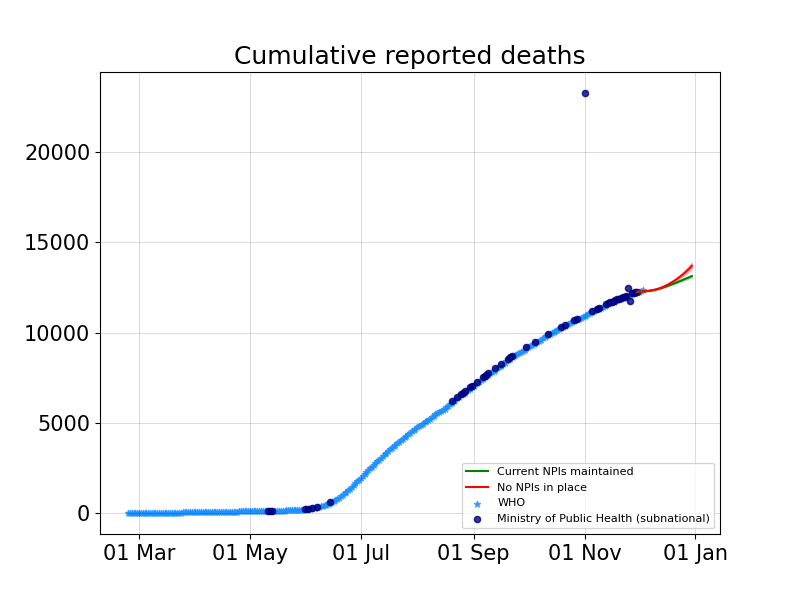 Cumulative reported deaths
20000
15000
10000
5000
0
01 Mar 01 May 01 Jul 01 Sep 01 Nov 01 Jan
Current NPIs maintained
No NPIs in place
WHO
Ministry of Public Health (subnational)